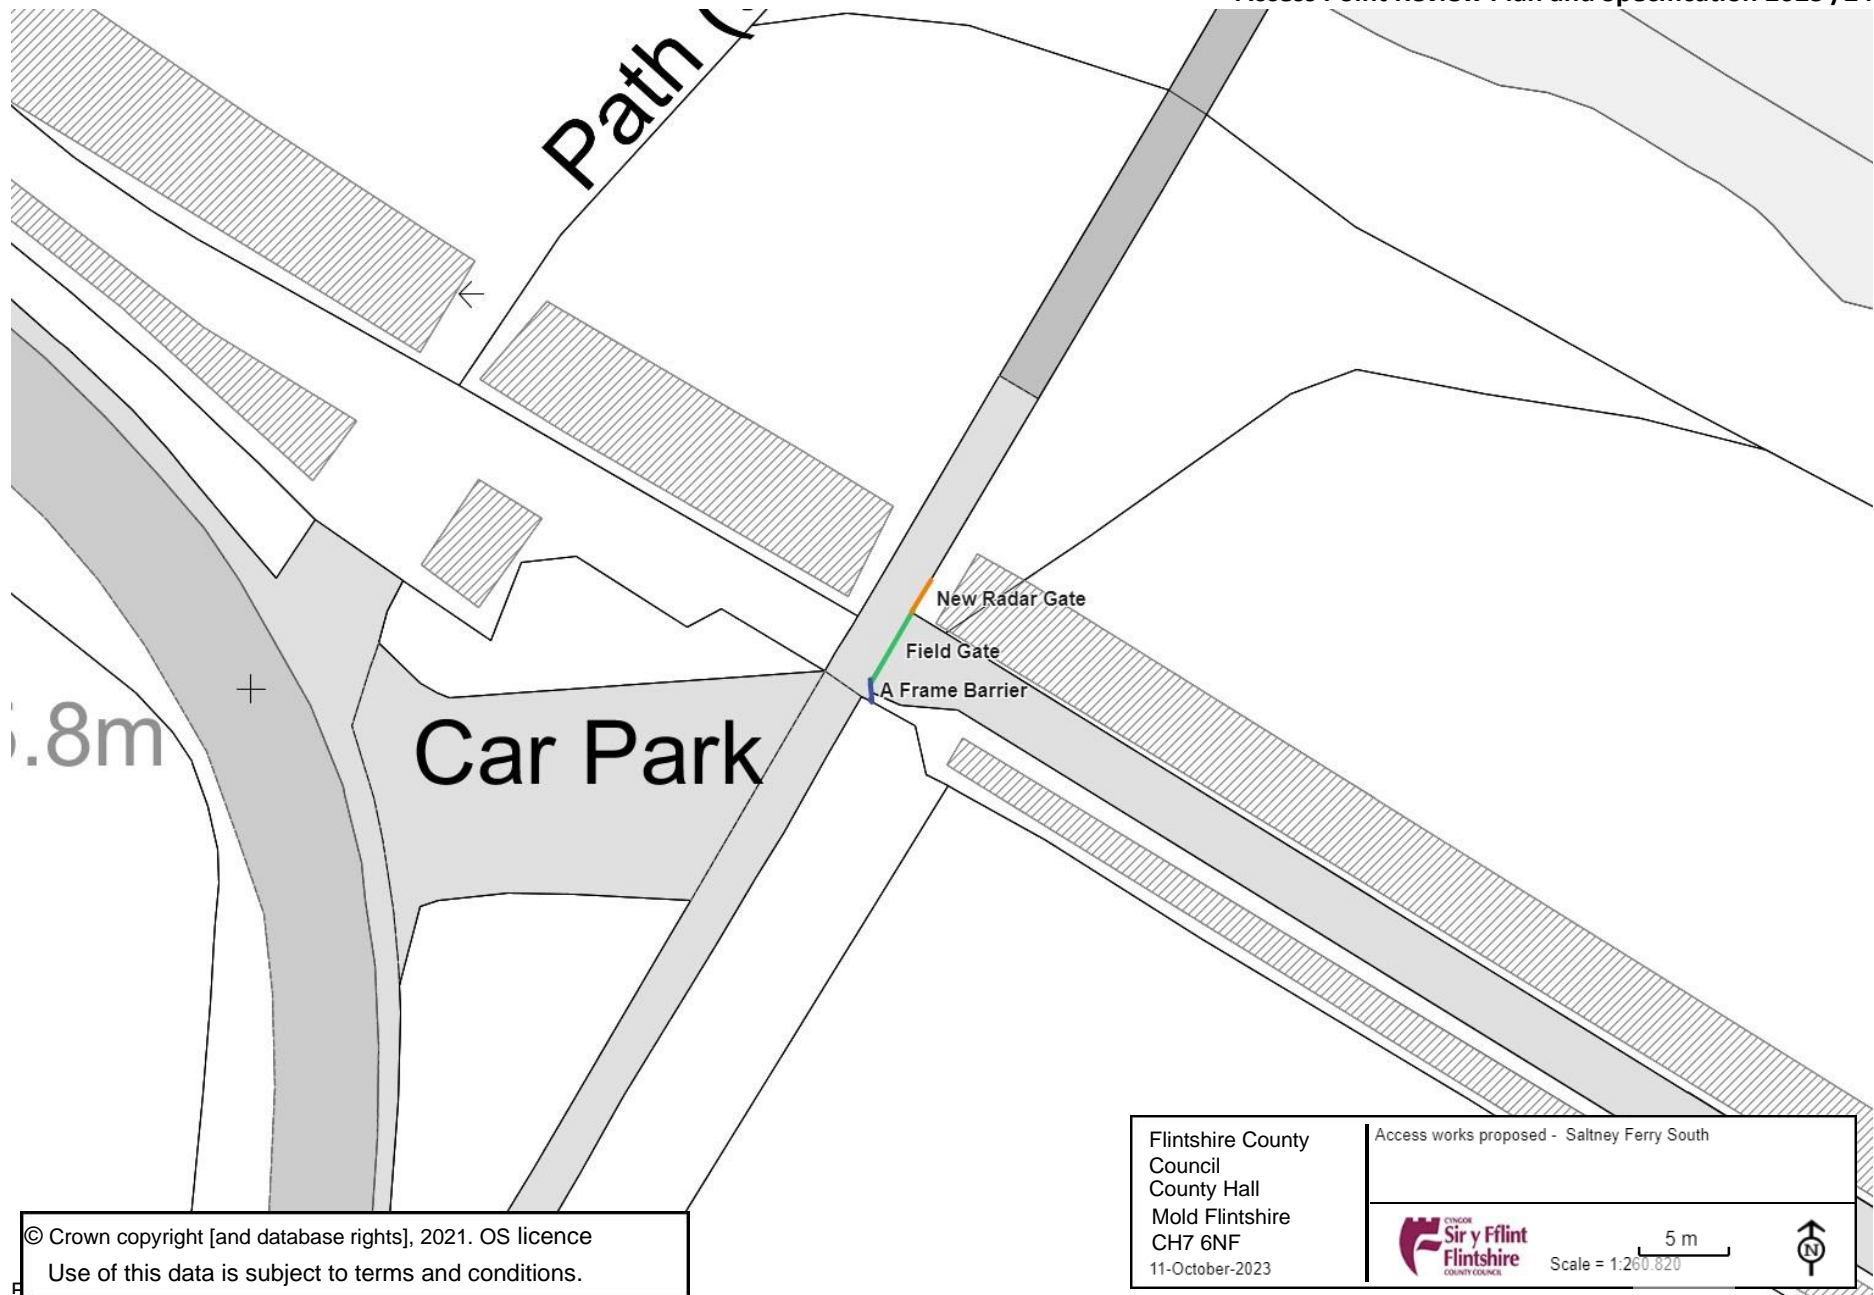 Path (
New Radar Gate
Field Gate
A Frame Barrier
.8m
Car Park
Flintshire County
Council
County Hall
Mold Flintshire
CH7 6NF
11-October-2023
Access works proposed - Saltney Ferry South
CYNGOR
Sir y Fflint
Flintshire
COUNTY COUNCIL
5 m
Scale = 1:260.820
N
© Crown copyright [and database rights], 2021. OS licence
Use of this data is subject to terms and conditions.